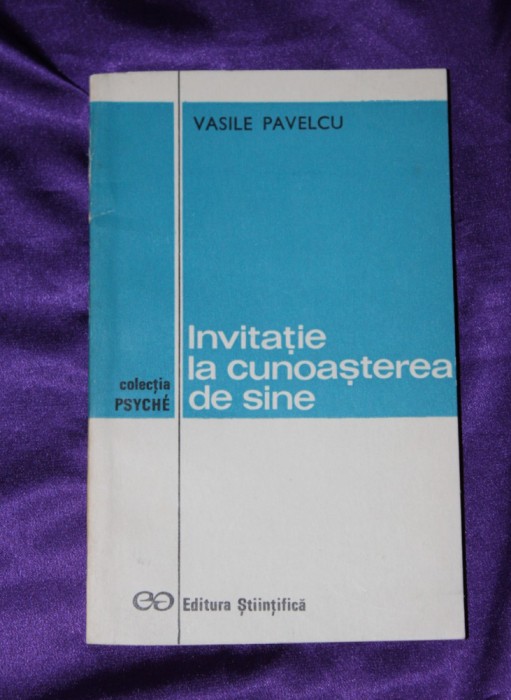 VASILE PAVELCU
Invitație
la cunoașterea
de sine
colecția
PSYCHÉ
Editura Științifică